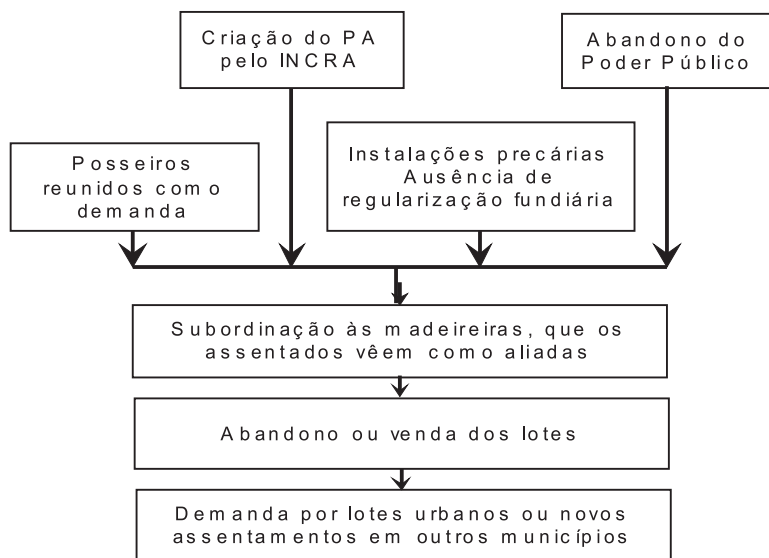 Criação do PA
pelo INCRA
Abandono do
Poder Público
Posseiros
reunidos como
demanda
Instalações precárias
Ausência de
regularização fundiária
Subordinação às madeireiras, que os
assentados vêem como aliadas
Abandono ou venda dos lotes
Demanda por lotes urbanos ou novos
assentamentos em outros municípios